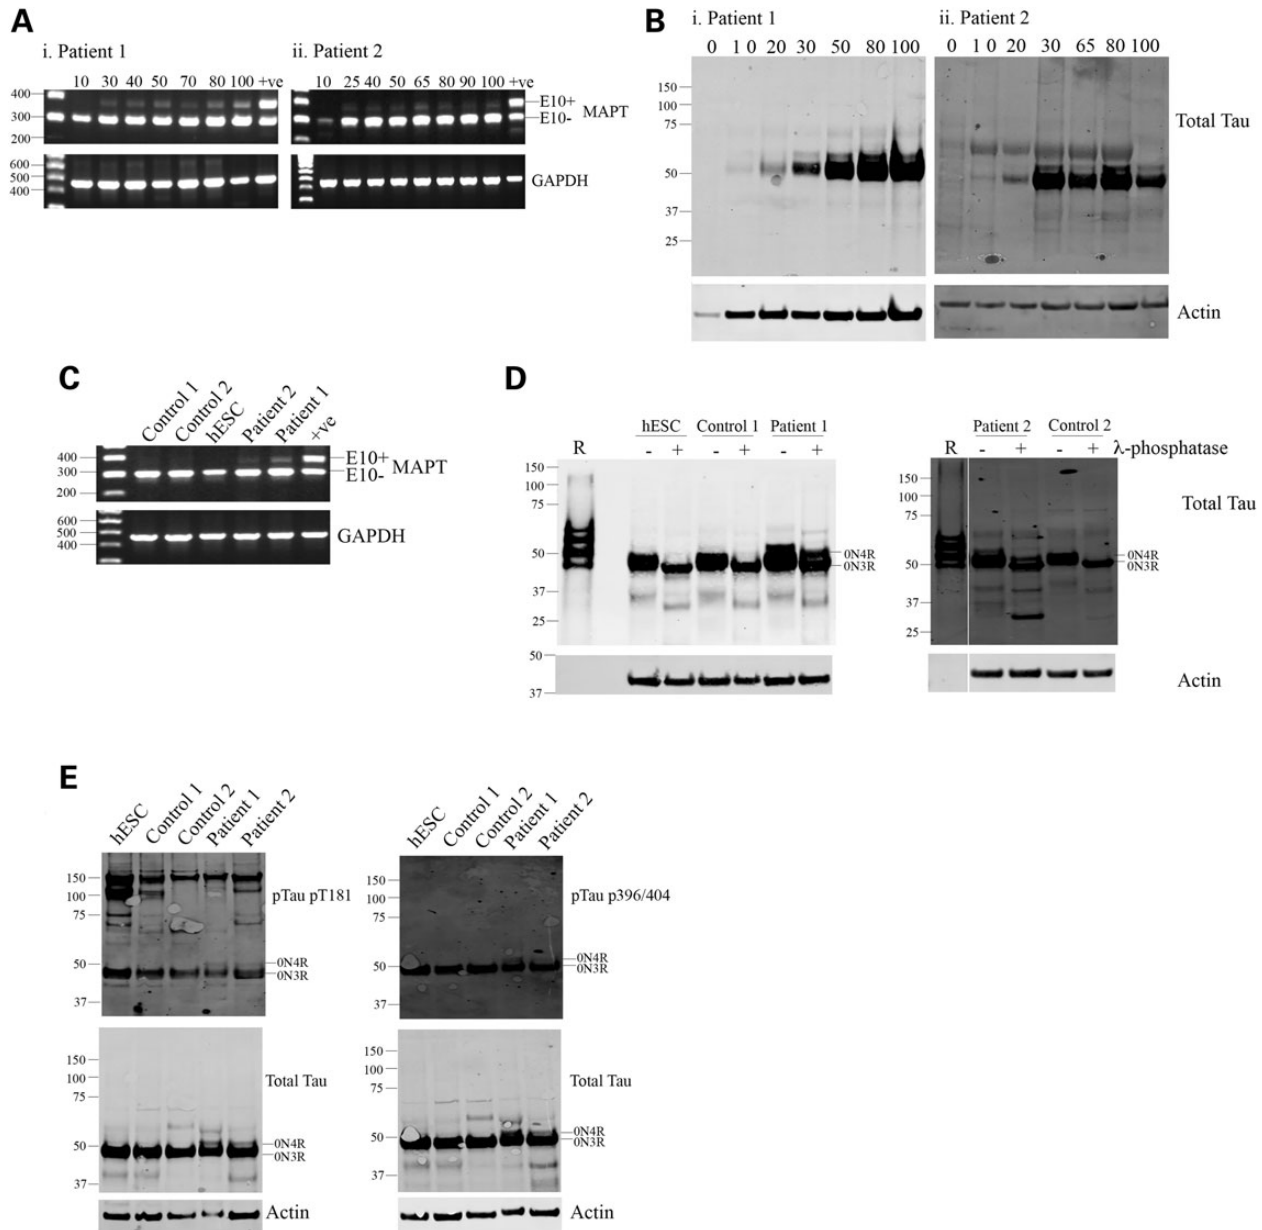 A
i. Patient 1
ii. Patient 2
10 30 40 50 70 80 100 +ve
10 25 40 50 65 80 90 100 +ve
400
300
200
E10+
E10-
MAPT
600
500
400
GAPDH
B
i. Patient 1
ii. Patient 2
0 1 0 20 30 50 80 100
0 1 0 20 30 65 80 100
150
100
75
50
37
25
Total Tau
Actin
C
Control 1
Control 2
hESC
Patient 2
Patient 1
+ve
400
300
200
E10+
E10-
MAPT
600
500
400
GAPDH
D
hESC Control 1 Patient 1
R - + - + - +
150
100
75
50
37
25
0N4R
0N3R
50
37
Patient 2 Control 2
R - + - + λ-phosphatase
150
100
75
50
37
25
0N4R
0N3R
Total Tau
Actin
E
hESC
Control 1
Control 2
Patient 1
Patient 2
150
100
75
50
37
pTau pT181
0N4R
0N3R
150
100
75
50
37
Total Tau
0N4R
0N3R
Actin
hESC
Control 1
Control 2
Patient 1
Patient 2
150
100
75
50
37
pTau p396/404
0N4R
0N3R
150
100
75
50
37
Total Tau
0N4R
0N3R
Actin